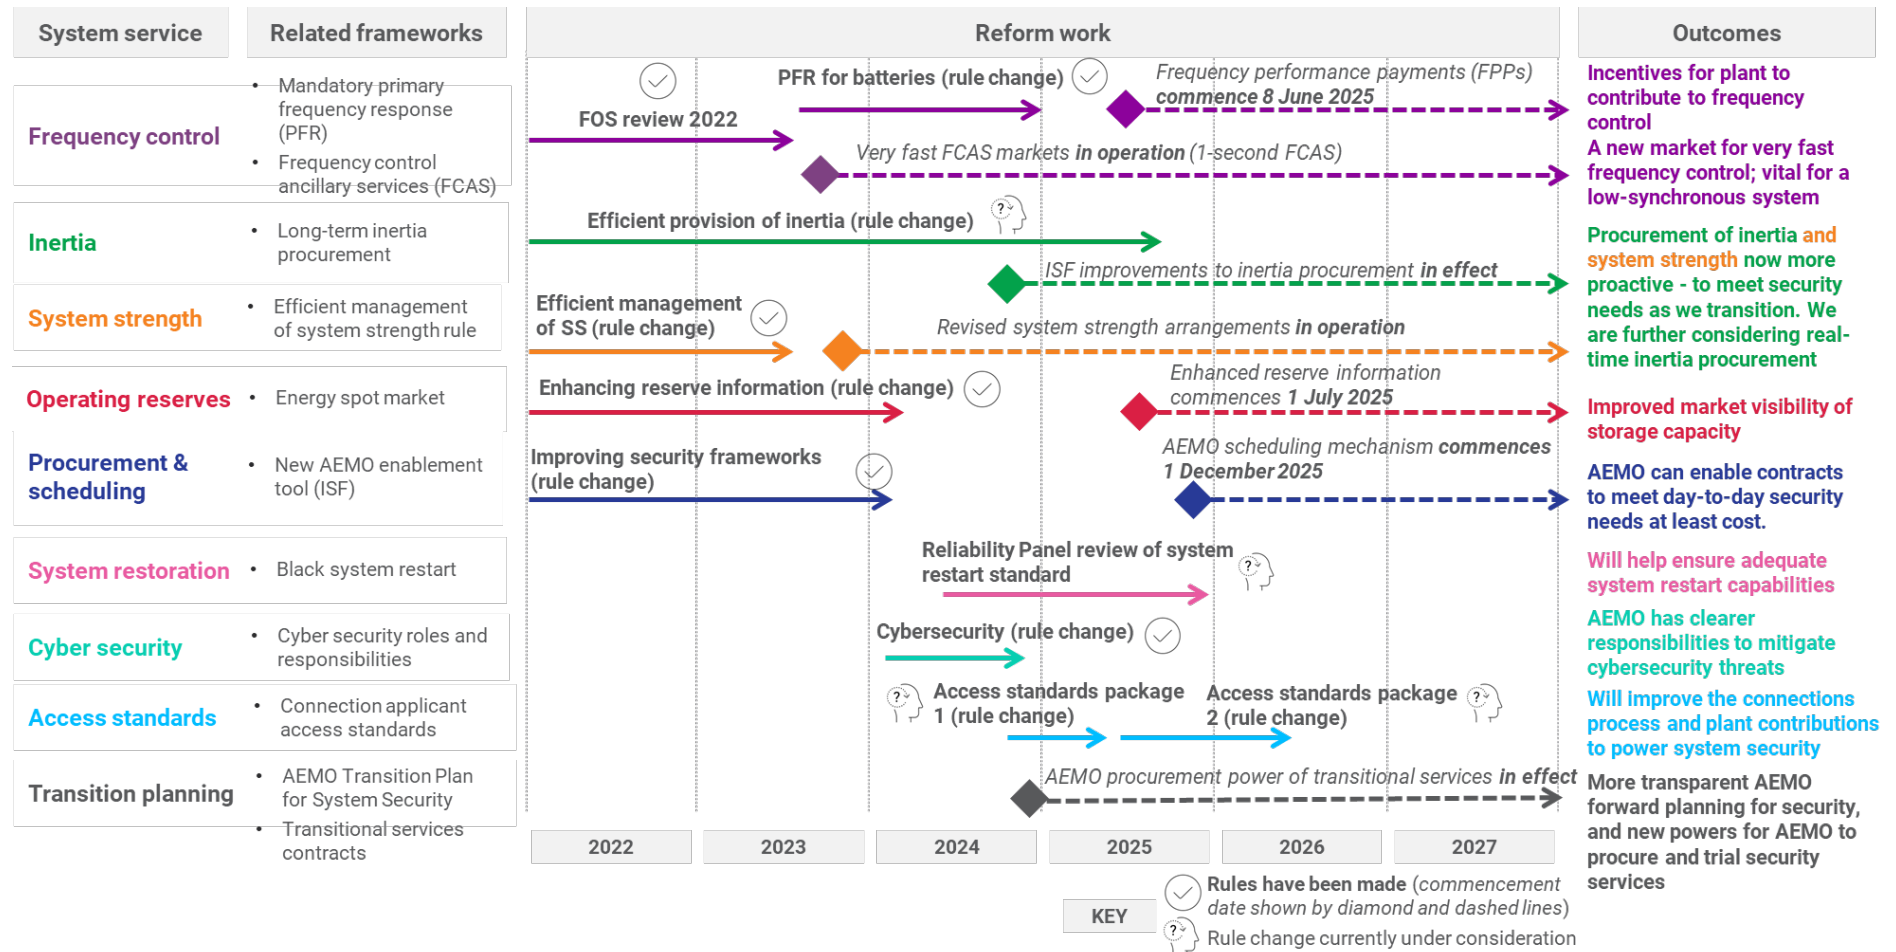 System service
Related frameworks
Reform work
Outcomes
Frequency control
• Mandatory primary
frequency response
(PFR)
• Frequency control
ancillary services (FCAS)
FOS review 2022
PFR for batteries (rule change)
Frequency performance payments (FPPs)
commence 8 June 2025
Very fast FCAS markets in operation (1-second FCAS)
Incentives for plant to
contribute to frequency
control
A new market for very fast
frequency control; vital for a
low-synchronous system
Inertia
• Long-term inertia
procurement
Efficient provision of inertia (rule change)
?
ISF improvements to inertia procurement in effect
Procurement of inertia and
system strength now more
proactive - to meet security
needs as we transition. We
are further considering real-
time inertia procurement
System strength
• Efficient management
of system strength rule
Efficient management
of SS (rule change)
Revised system strength arrangements in operation
Operating reserves
• Energy spot market
Enhancing reserve information (rule change)
Enhanced reserve information
commences 1 July 2025
Improved market visibility of
storage capacity
Procurement &
scheduling
• New AEMO enablement
tool (ISF)
Improving security frameworks
(rule change)
AEMO scheduling mechanism commences
1 December 2025
AEMO can enable contracts
to meet day-to-day security
needs at least cost.
System restoration
• Black system restart
Reliability Panel review of system
restart standard
?
Will help ensure adequate
system restart capabilities
Cyber security
• Cyber security roles and
responsibilities
Cybersecurity (rule change)
AEMO has clearer
responsibilities to mitigate
cybersecurity threats
Access standards
• Connection applicant
access standards
?
Access standards package
1 (rule change)
Access standards package
2 (rule change)
?
Will improve the connections
process and plant contributions
to power system security
Transition planning
• AEMO Transition Plan
for System Security
• Transitional services
contracts
AEMO procurement power of transitional services in effect
More transparent AEMO
forward planning for security,
and new powers for AEMO to
procure and trial security
services
2022
2023
2024
2025
2026
2027
KEY
Rules have been made (commencement
date shown by diamond and dashed lines)
?
Rule change currently under consideration